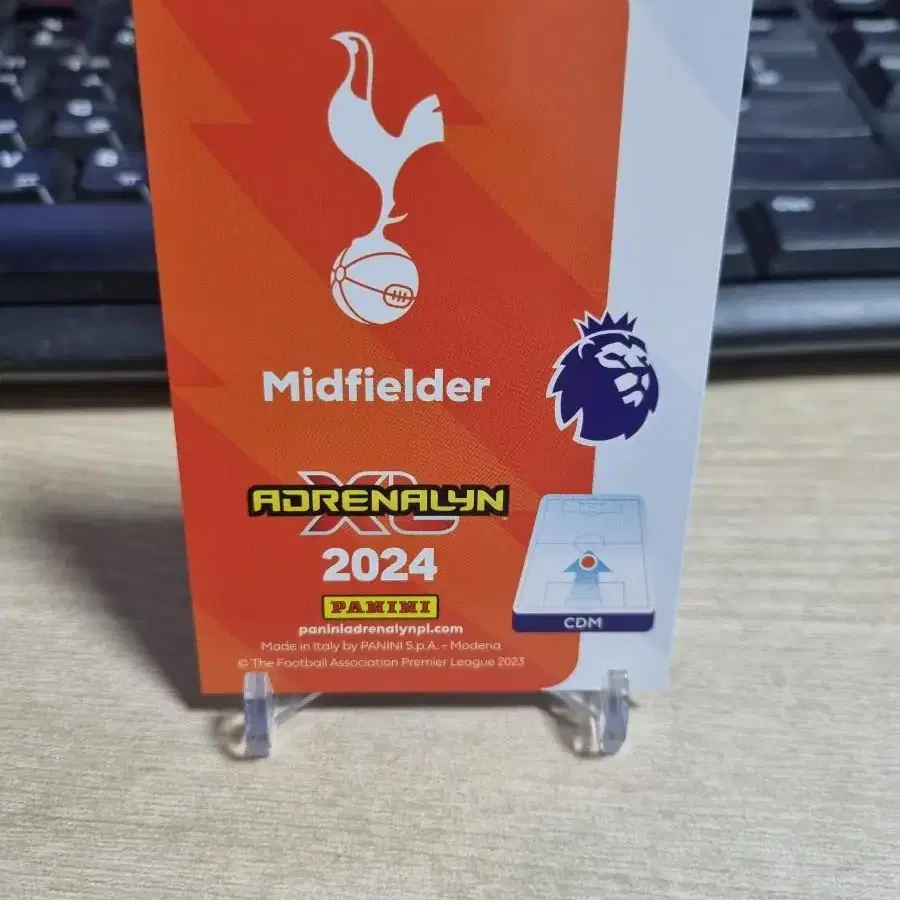 Midfielder
ADRENALYN
XL
2024
PANINI
paniniadrenalynpl.com
Made in Italy by PANINI S.p.A. - Modena
© The Football Association Premier League 2023
CDM